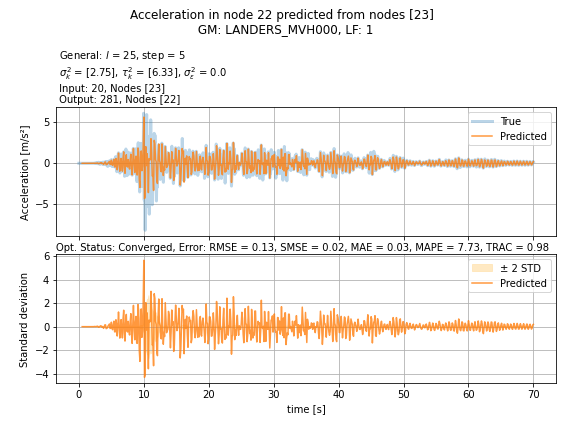 Acceleration in node 22 predicted from nodes [23]
GM: LANDERS_MVH000, LF: 1
General: l = 25, step = 5
σ²ₖ = [2.75], τ²ₖ = [6.33], σ²ε = 0.0
Input: 20, Nodes [23]
Output: 281, Nodes [22]
Acceleration [m/s²]
5
0
−5
True
Predicted
Opt. Status: Converged, Error: RMSE = 0.13, SMSE = 0.02, MAE = 0.03, MAPE = 7.73, TRAC = 0.98
Standard deviation
6
4
2
0
−2
−4
± 2 STD
Predicted
0 10 20 30 40 50 60 70
time [s]